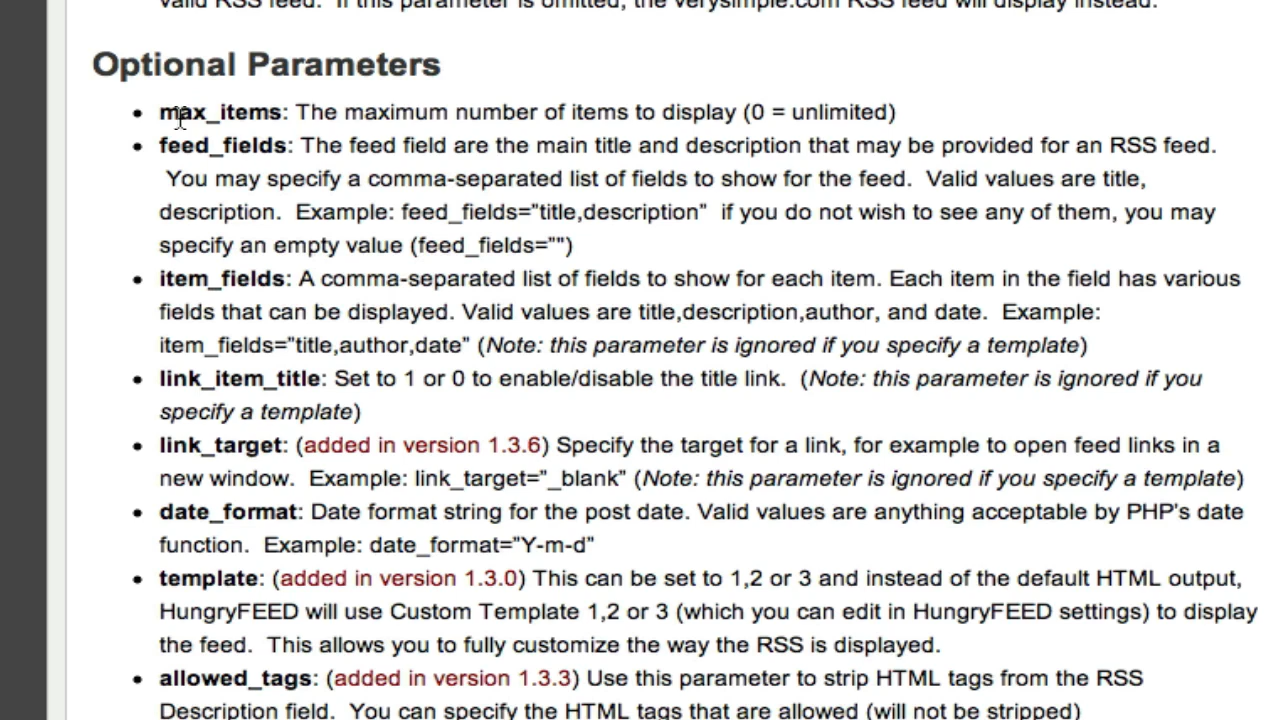 valid RSS feed.  If this parameter is omitted, the verysimple.com RSS feed will display instead.
Optional Parameters
• max_items: The maximum number of items to display (0 = unlimited)
• feed_fields: The feed field are the main title and description that may be provided for an RSS feed.
You may specify a comma-separated list of fields to show for the feed.  Valid values are title,
description.  Example: feed_fields="title,description"  if you do not wish to see any of them, you may
specify an empty value (feed_fields="")
• item_fields: A comma-separated list of fields to show for each item. Each item in the field has various
fields that can be displayed. Valid values are title,description,author, and date.  Example:
item_fields="title,author,date" (Note: this parameter is ignored if you specify a template)
• link_item_title: Set to 1 or 0 to enable/disable the title link.  (Note: this parameter is ignored if you
specify a template)
• link_target: (added in version 1.3.6) Specify the target for a link, for example to open feed links in a
new window.  Example: link_target="_blank" (Note: this parameter is ignored if you specify a template)
• date_format: Date format string for the post date. Valid values are anything acceptable by PHP's date
function.  Example: date_format="Y-m-d"
• template: (added in version 1.3.0) This can be set to 1,2 or 3 and instead of the default HTML output,
HungryFEED will use Custom Template 1,2 or 3 (which you can edit in HungryFEED settings) to display
the feed.  This allows you to fully customize the way the RSS is displayed.
• allowed_tags: (added in version 1.3.3) Use this parameter to strip HTML tags from the RSS
Description field.  You can specify the HTML tags that are allowed (will not be stripped)